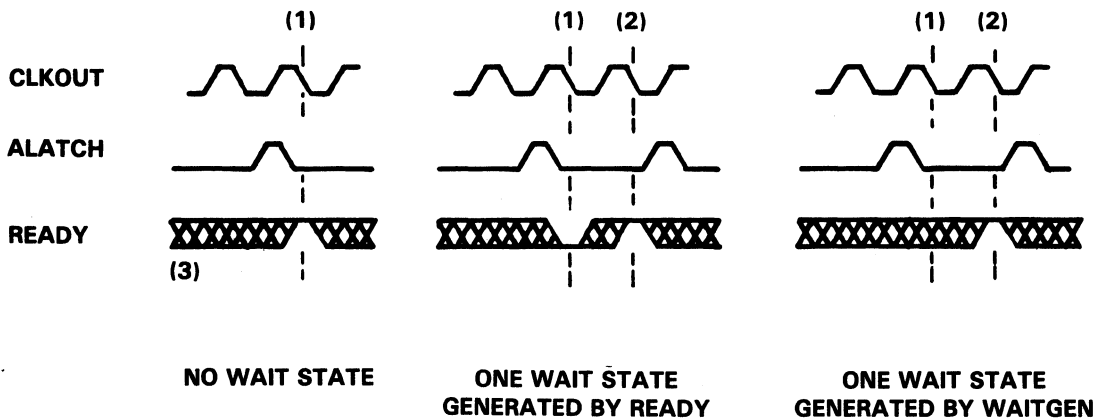 (1)
(1) (2)
(1) (2)
CLKOUT
ALATCH
READY
(3)
NO WAIT STATE
ONE WAIT STATE
GENERATED BY READY
ONE WAIT STATE
GENERATED BY WAITGEN